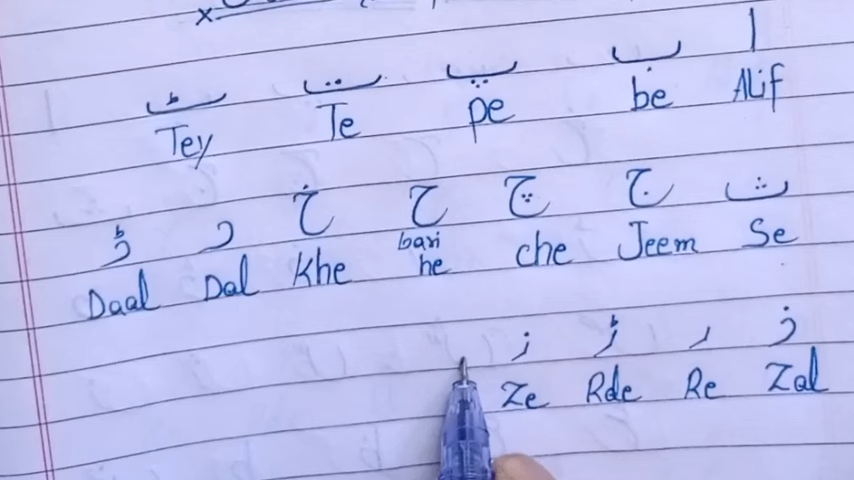 ا ب پ ت ٹ
Alif be pe Te Tey
ث ج چ ح خ د ڈ
Se Jeem che bari he Khe Dal Daal
ذ ر ڑ ز
Zal Re Rde Ze